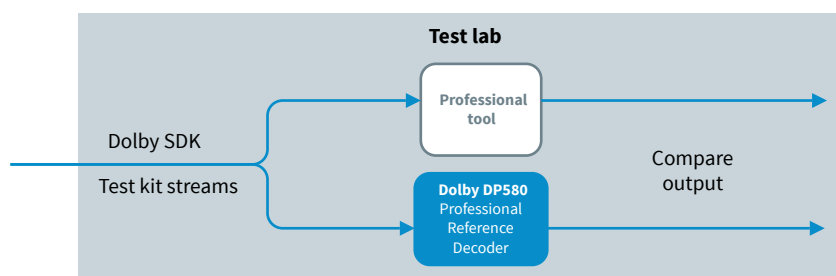 Test lab
Professional
tool
Dolby SDK
Test kit streams
Dolby DP580
Professional
Reference
Decoder
Compare
output